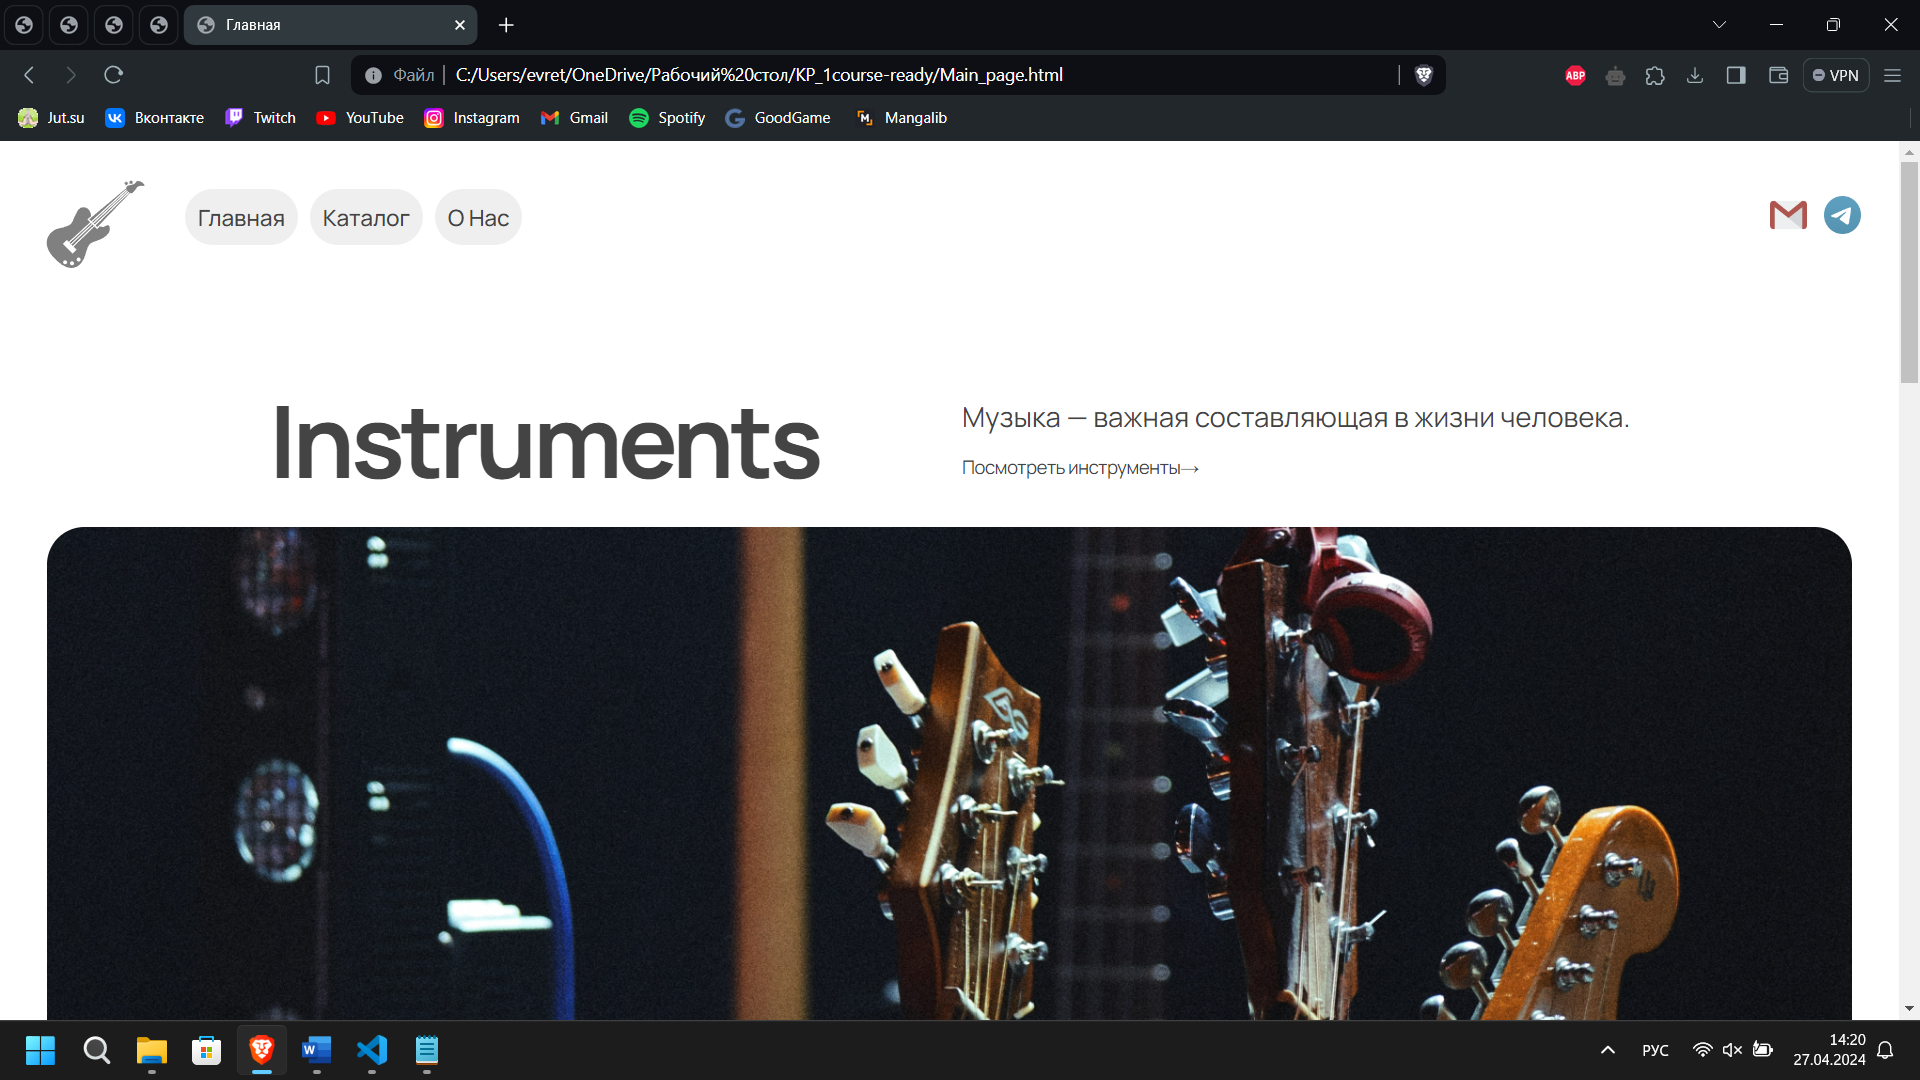 Главная
Файл
C:/Users/evret/OneDrive/Рабочий%20стол/KP_1course-ready/Main_page.html
ABP
VPN
Jut.su
Вконтакте
Twitch
YouTube
Instagram
Gmail
Spotify
GoodGame
Mangalib
Главная
Каталог
О Нас
Instruments
Музыка — важная составляющая в жизни человека.
Посмотреть инструменты→
РУС
14:20
27.04.2024